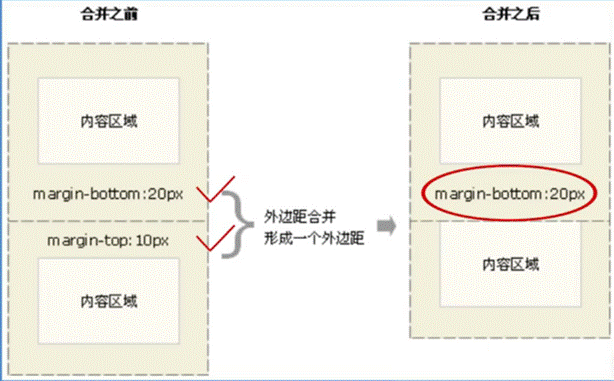 合并之前
合并之后
内容区域
margin-bottom:20px
margin-top:10px
内容区域
外边距合并
形成一个外边距
内容区域
margin-bottom:20px
内容区域